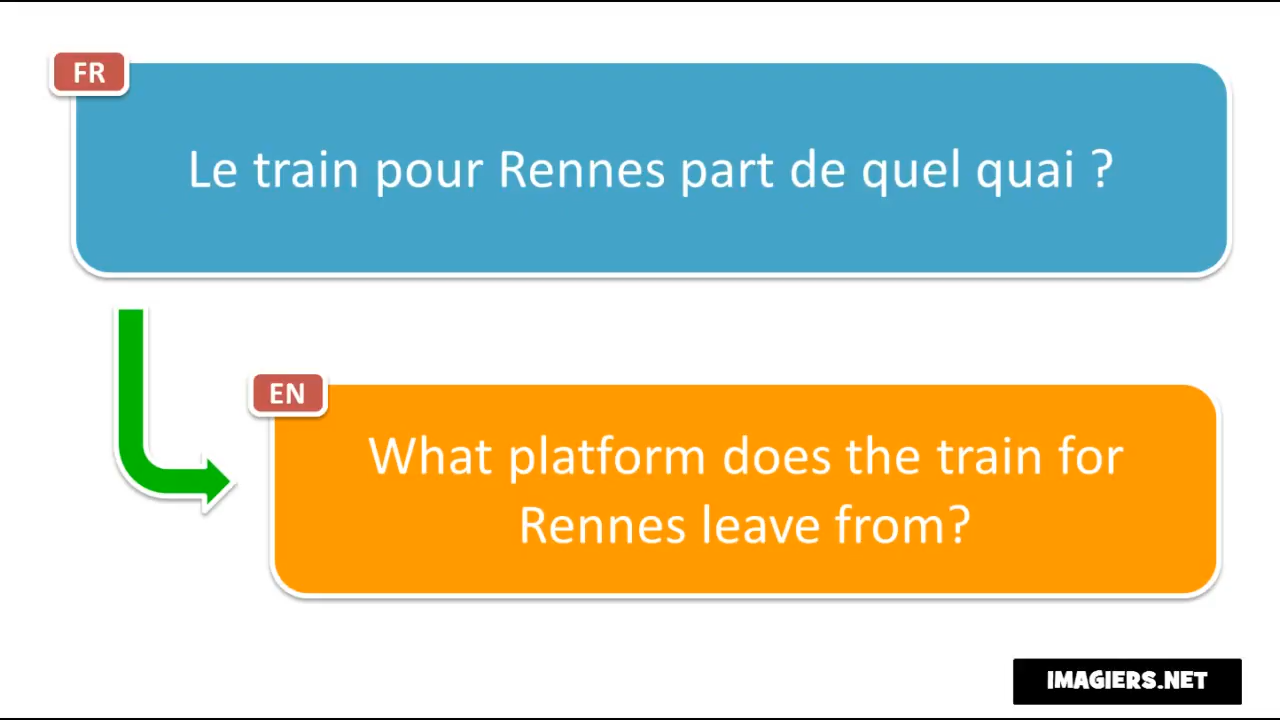 FR
Le train pour Rennes part de quel quai ?
EN
What platform does the train for
Rennes leave from?
IMAGIERS.NET